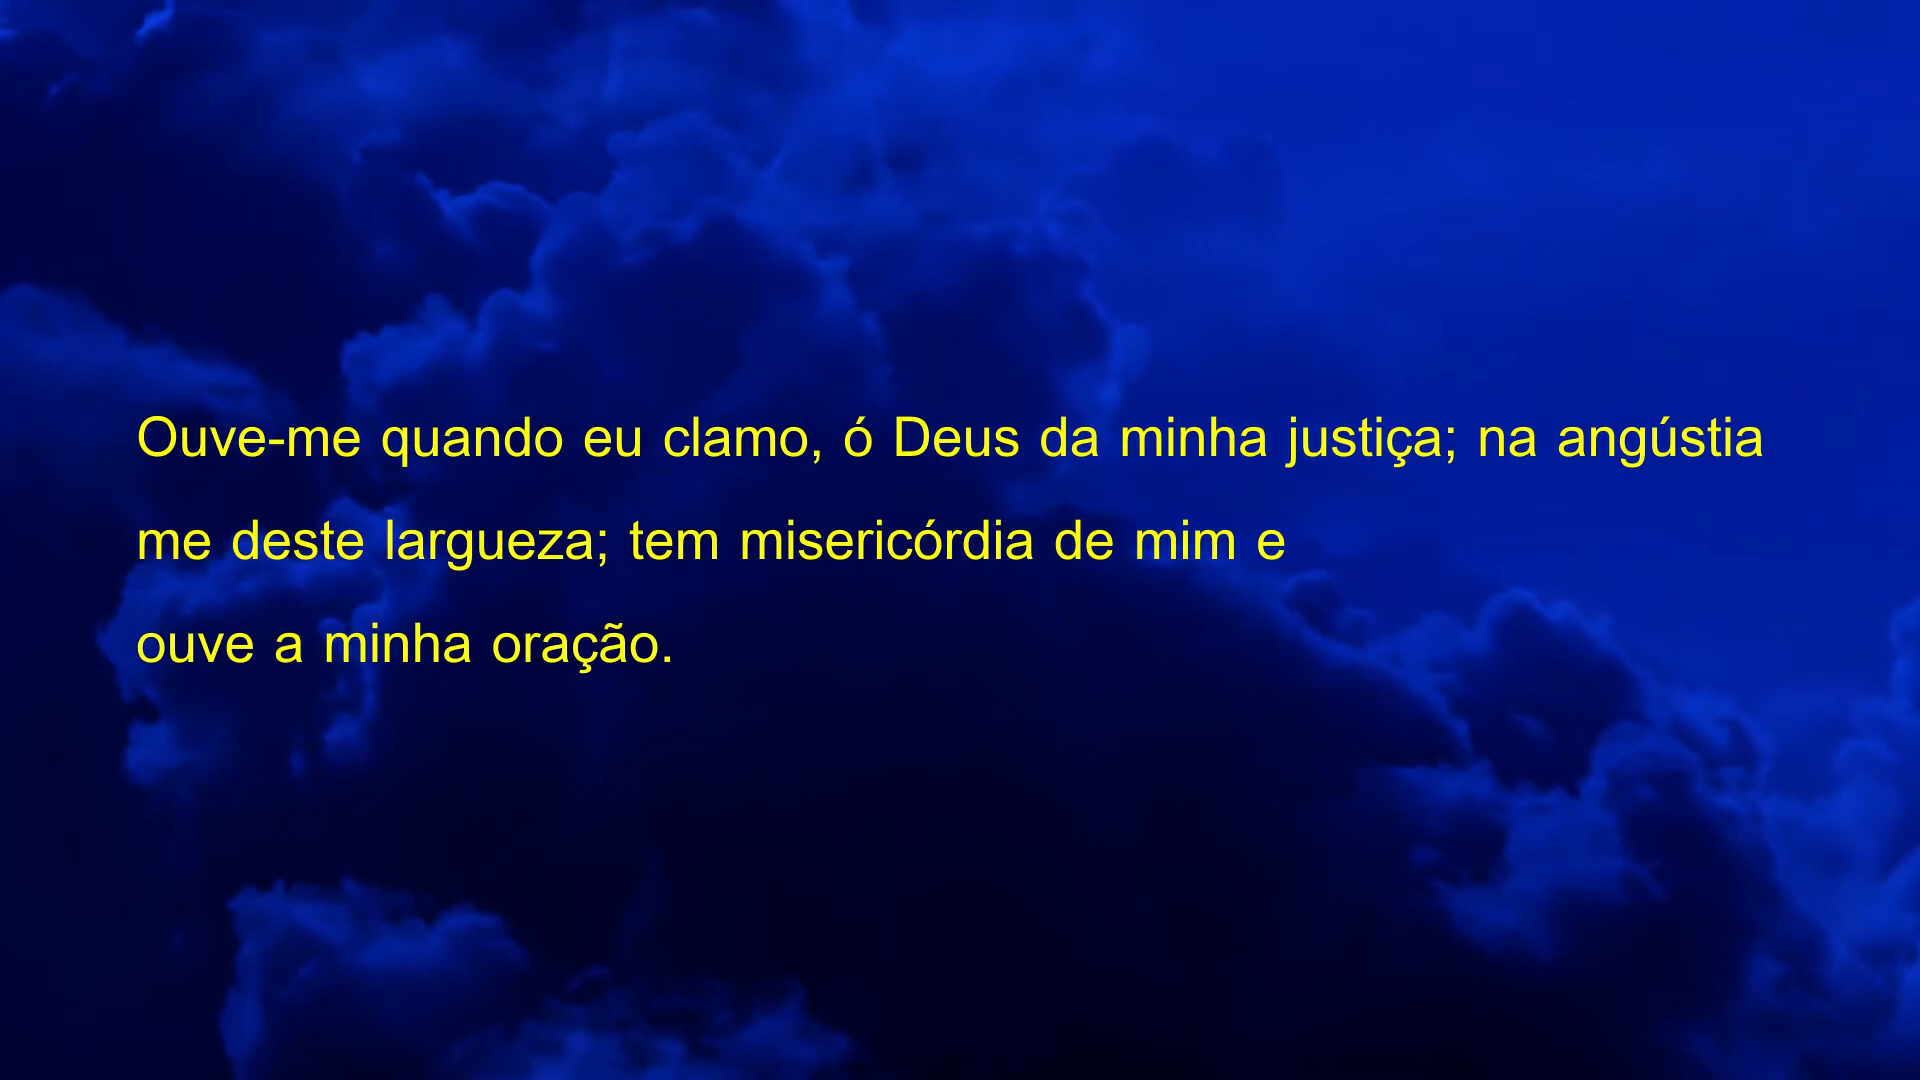 Ouve-me quando eu clamo, ó Deus da minha justiça; na angústia
me deste largueza; tem misericórdia de mim e
ouve a minha oração.